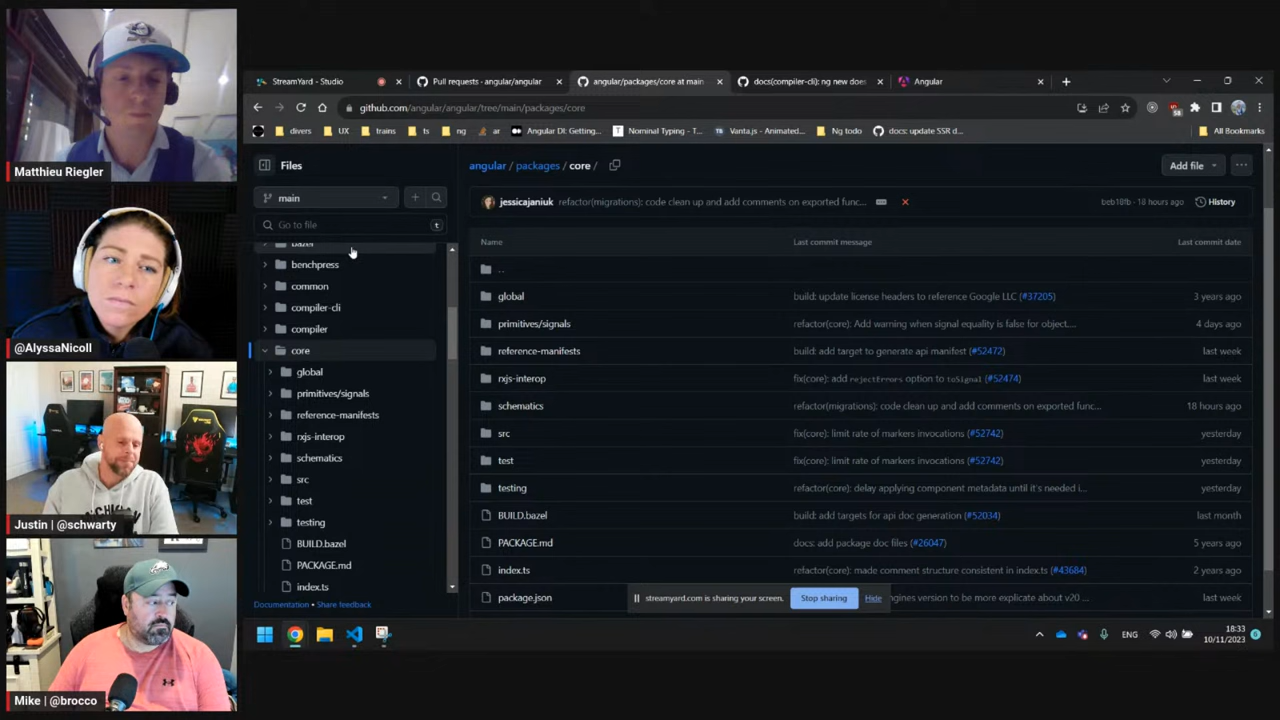 Matthieu Riegler
@AlyssaNicoll
Justin | @schwarty
Mike | @brocco
StreamYard - Studio
Pull requests · angular/angular
angular/packages/core at main
docs(compiler-cli): ng new does
Angular
github.com/angular/angular/tree/main/packages/core
58
divers
UX
trains
ts
ng
ar
Angular DI: Getting...
Nominal Typing - T...
Vanta.js - Animated...
Ng todo
docs: update SSR d...
All Bookmarks
Files
main
Go to file
t
bazel
benchpress
common
compiler-cli
compiler
core
global
primitives/signals
reference-manifests
rxjs-interop
schematics
src
test
testing
BUILD.bazel
PACKAGE.md
index.ts
Documentation • Share feedback
angular / packages / core /
Add file
jessicajaniuk refactor(migrations): code clean up and add comments on exported func...
beb18fb · 18 hours ago
History
Name Last commit message Last commit date
..
global build: update license headers to reference Google LLC (#37205) 3 years ago
primitives/signals refactor(core): Add warning when signal equality is false for object,... 4 days ago
reference-manifests build: add target to generate api manifest (#52472) last week
rxjs-interop fix(core): add rejectErrors option to toSignal (#52474) last week
schematics refactor(migrations): code clean up and add comments on exported func... 18 hours ago
src fix(core): limit rate of markers invocations (#52742) yesterday
test fix(core): limit rate of markers invocations (#52742) yesterday
testing refactor(core): delay applying component metadata until it's needed i... yesterday
BUILD.bazel build: add targets for api doc generation (#52034) last month
PACKAGE.md docs: add package doc files (#26047) 5 years ago
index.ts refactor(core): made comment structure consistent in index.ts (#43684) 2 years ago
package.json ngines version to be more explicate about v20 ... last week
streamyard.com is sharing your screen.
Stop sharing
Hide
ENG
18:33
10/11/2023
6